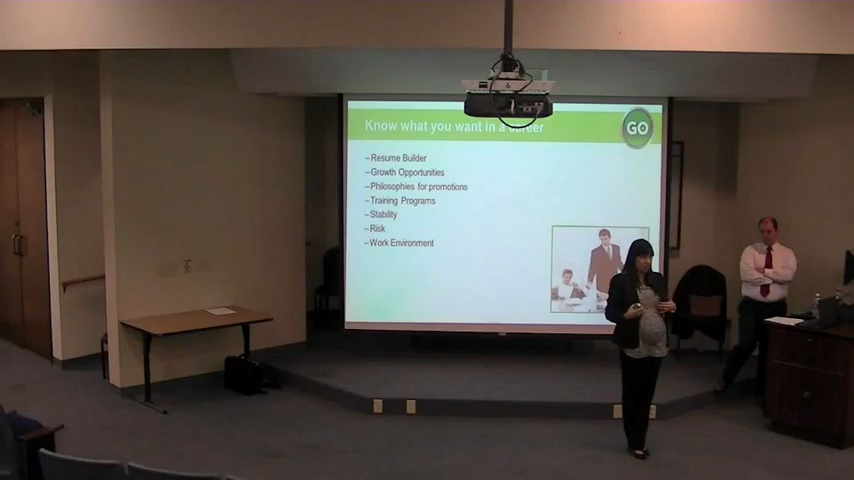 Know what you want in a career
GO
–Resume Builder
–Growth Opportunities
–Philosophies for promotions
–Training Programs
–Stability
–Risk
–Work Environment